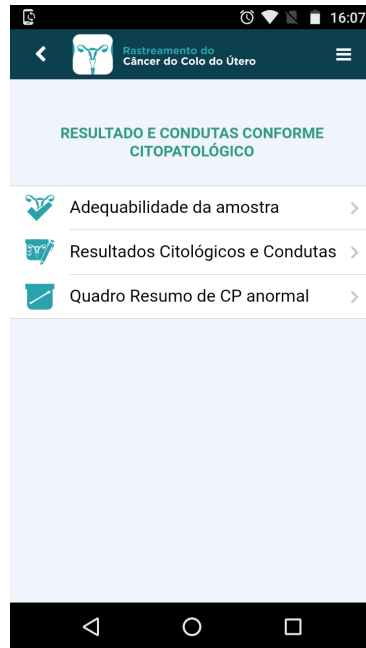 16:07
Rastreamento do
Câncer do Colo do Útero
RESULTADO E CONDUTAS CONFORME
CITOPATOLÓGICO
Adequabilidade da amostra
Resultados Citológicos e Condutas
Quadro Resumo de CP anormal